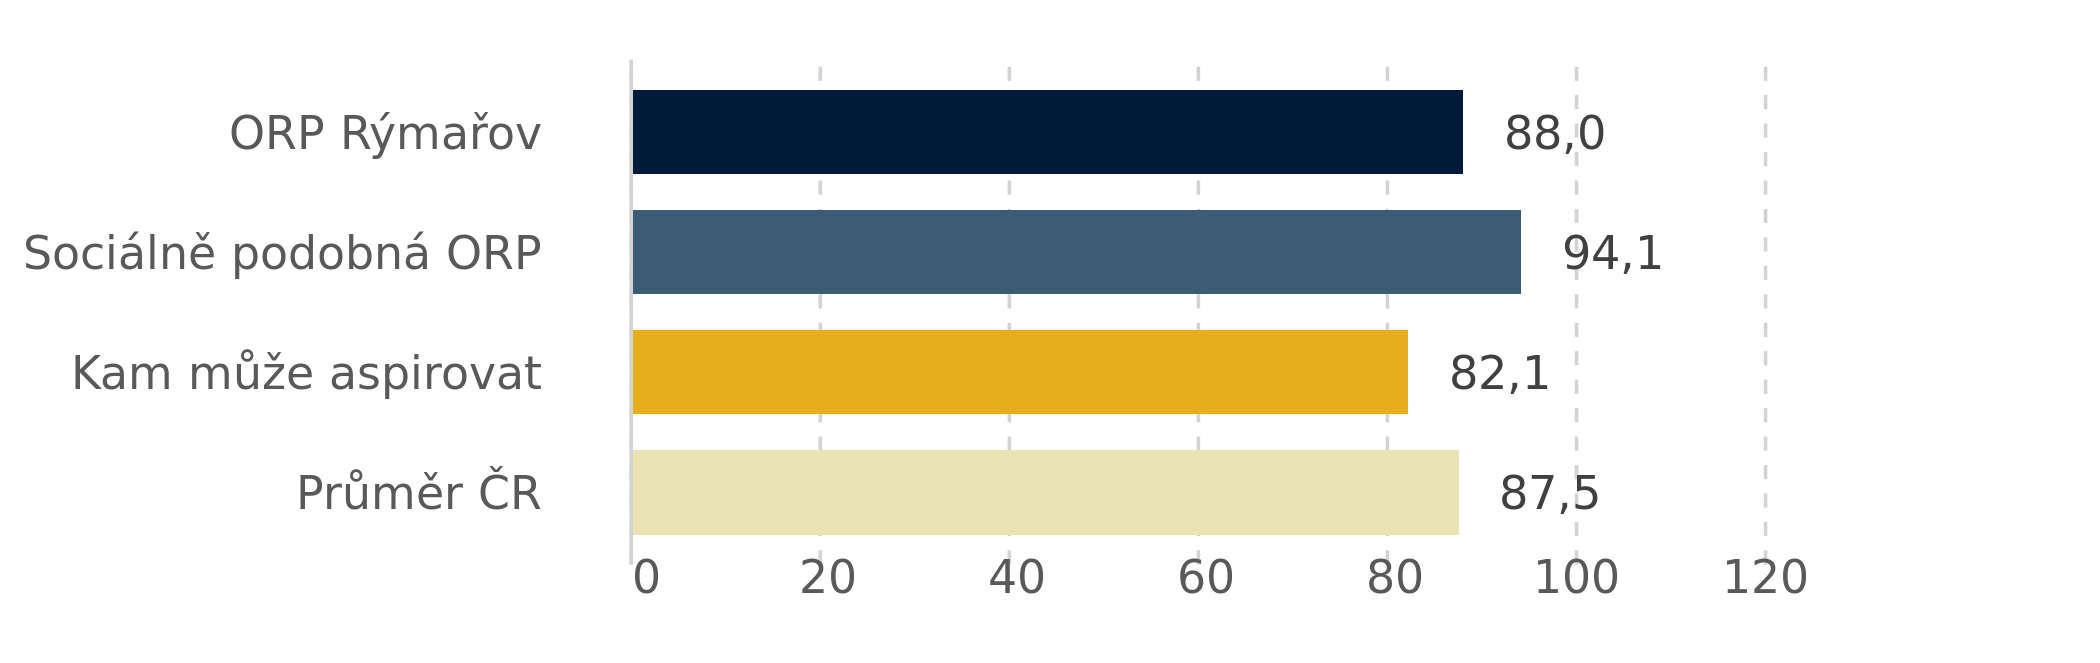 ORP Rýmařov 88,0
Sociálně podobná ORP 94,1
Kam může aspirovat 82,1
Průměr ČR 87,5
0 20 40 60 80 100 120